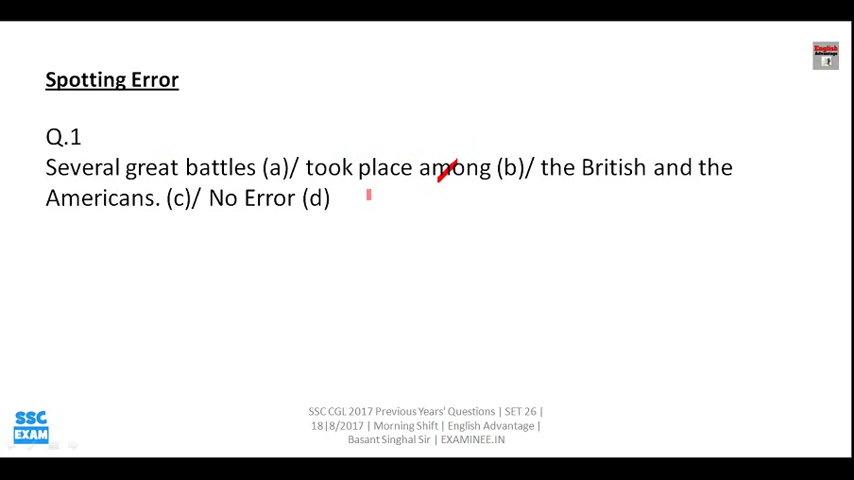 English
Advantage
Spotting Error
Q.1
Several great battles (a)/ took place among (b)/ the British and the
Americans. (c)/ No Error (d)
SSC
EXAM
SSC CGL 2017 Previous Years' Questions | SET 26 |
18|8/2017 | Morning Shift | English Advantage |
Basant Singhal Sir | EXAMINEE.IN